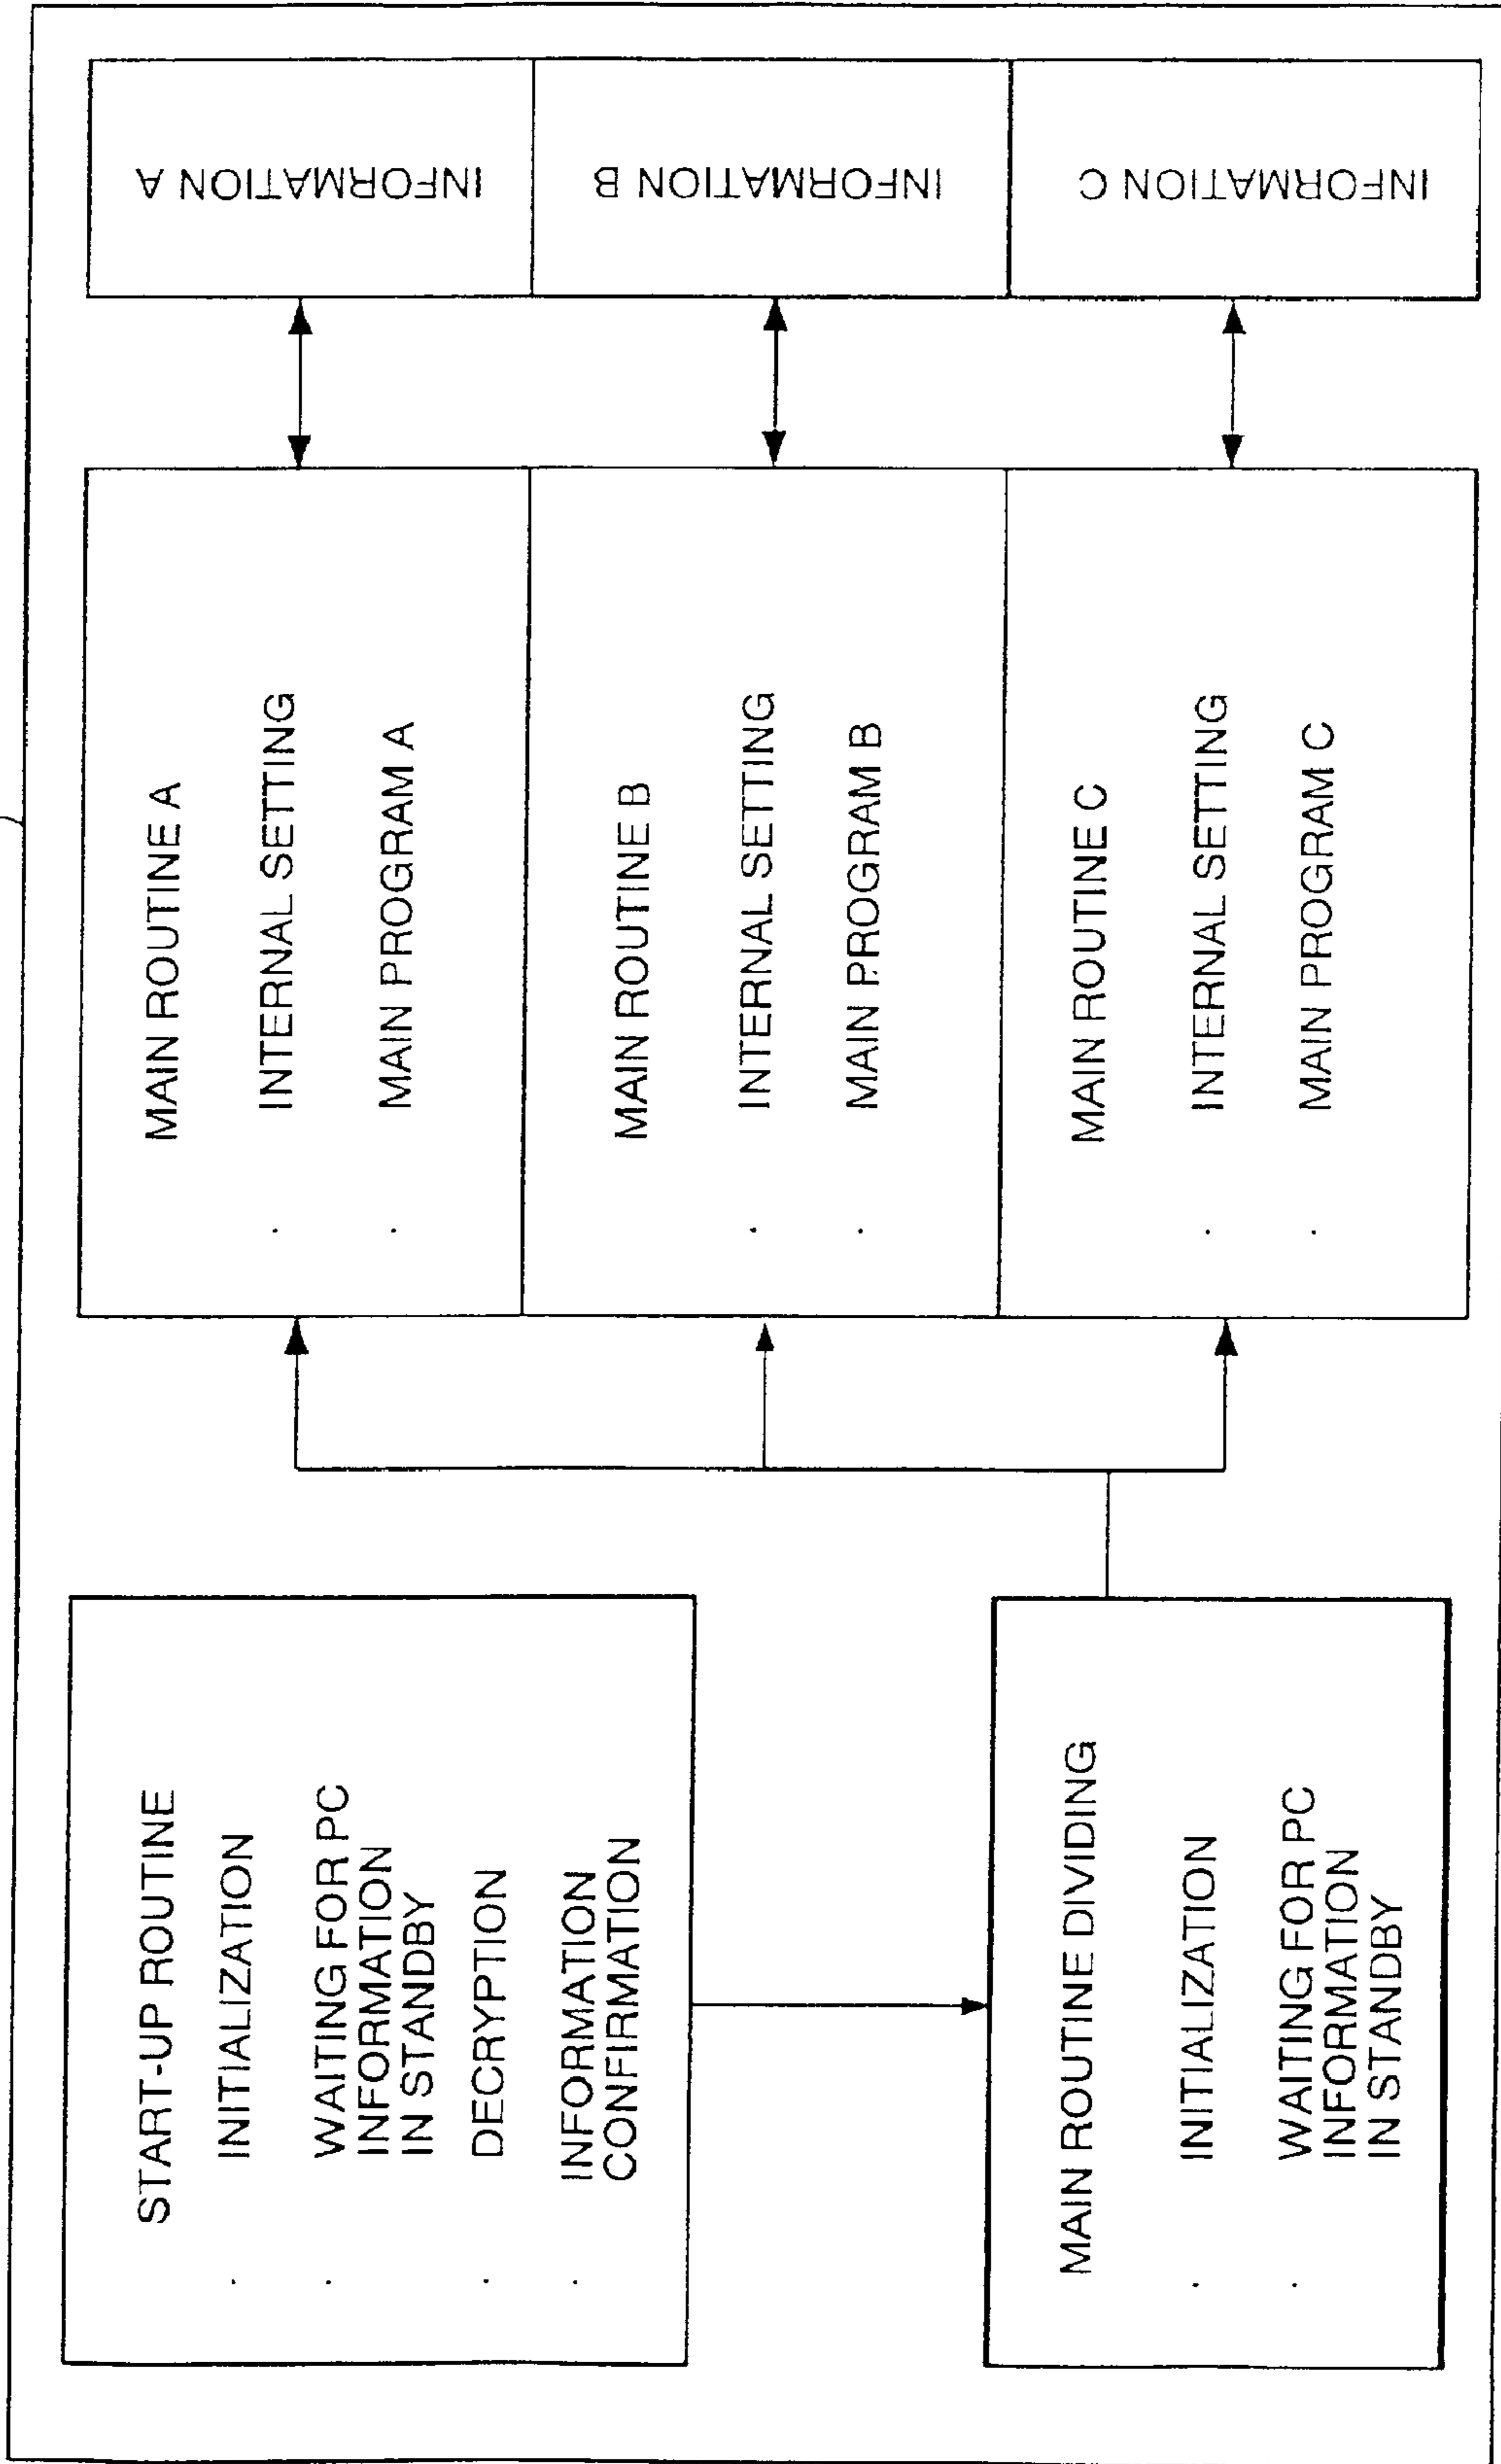 START-UP ROUTINE
· INITIALIZATION
· WAITING FOR PC
INFORMATION
IN STANDBY
· DECRYPTION
· INFORMATION
CONFIRMATION
MAIN ROUTINE DIVIDING
· INITIALIZATION
· WAITING FOR PC
INFORMATION
IN STANDBY
MAIN ROUTINE A
· INTERNAL SETTING
· MAIN PROGRAM A
MAIN ROUTINE B
· INTERNAL SETTING
· MAIN PROGRAM B
MAIN ROUTINE C
· INTERNAL SETTING
· MAIN PROGRAM C
INFORMATION A
INFORMATION B
INFORMATION C